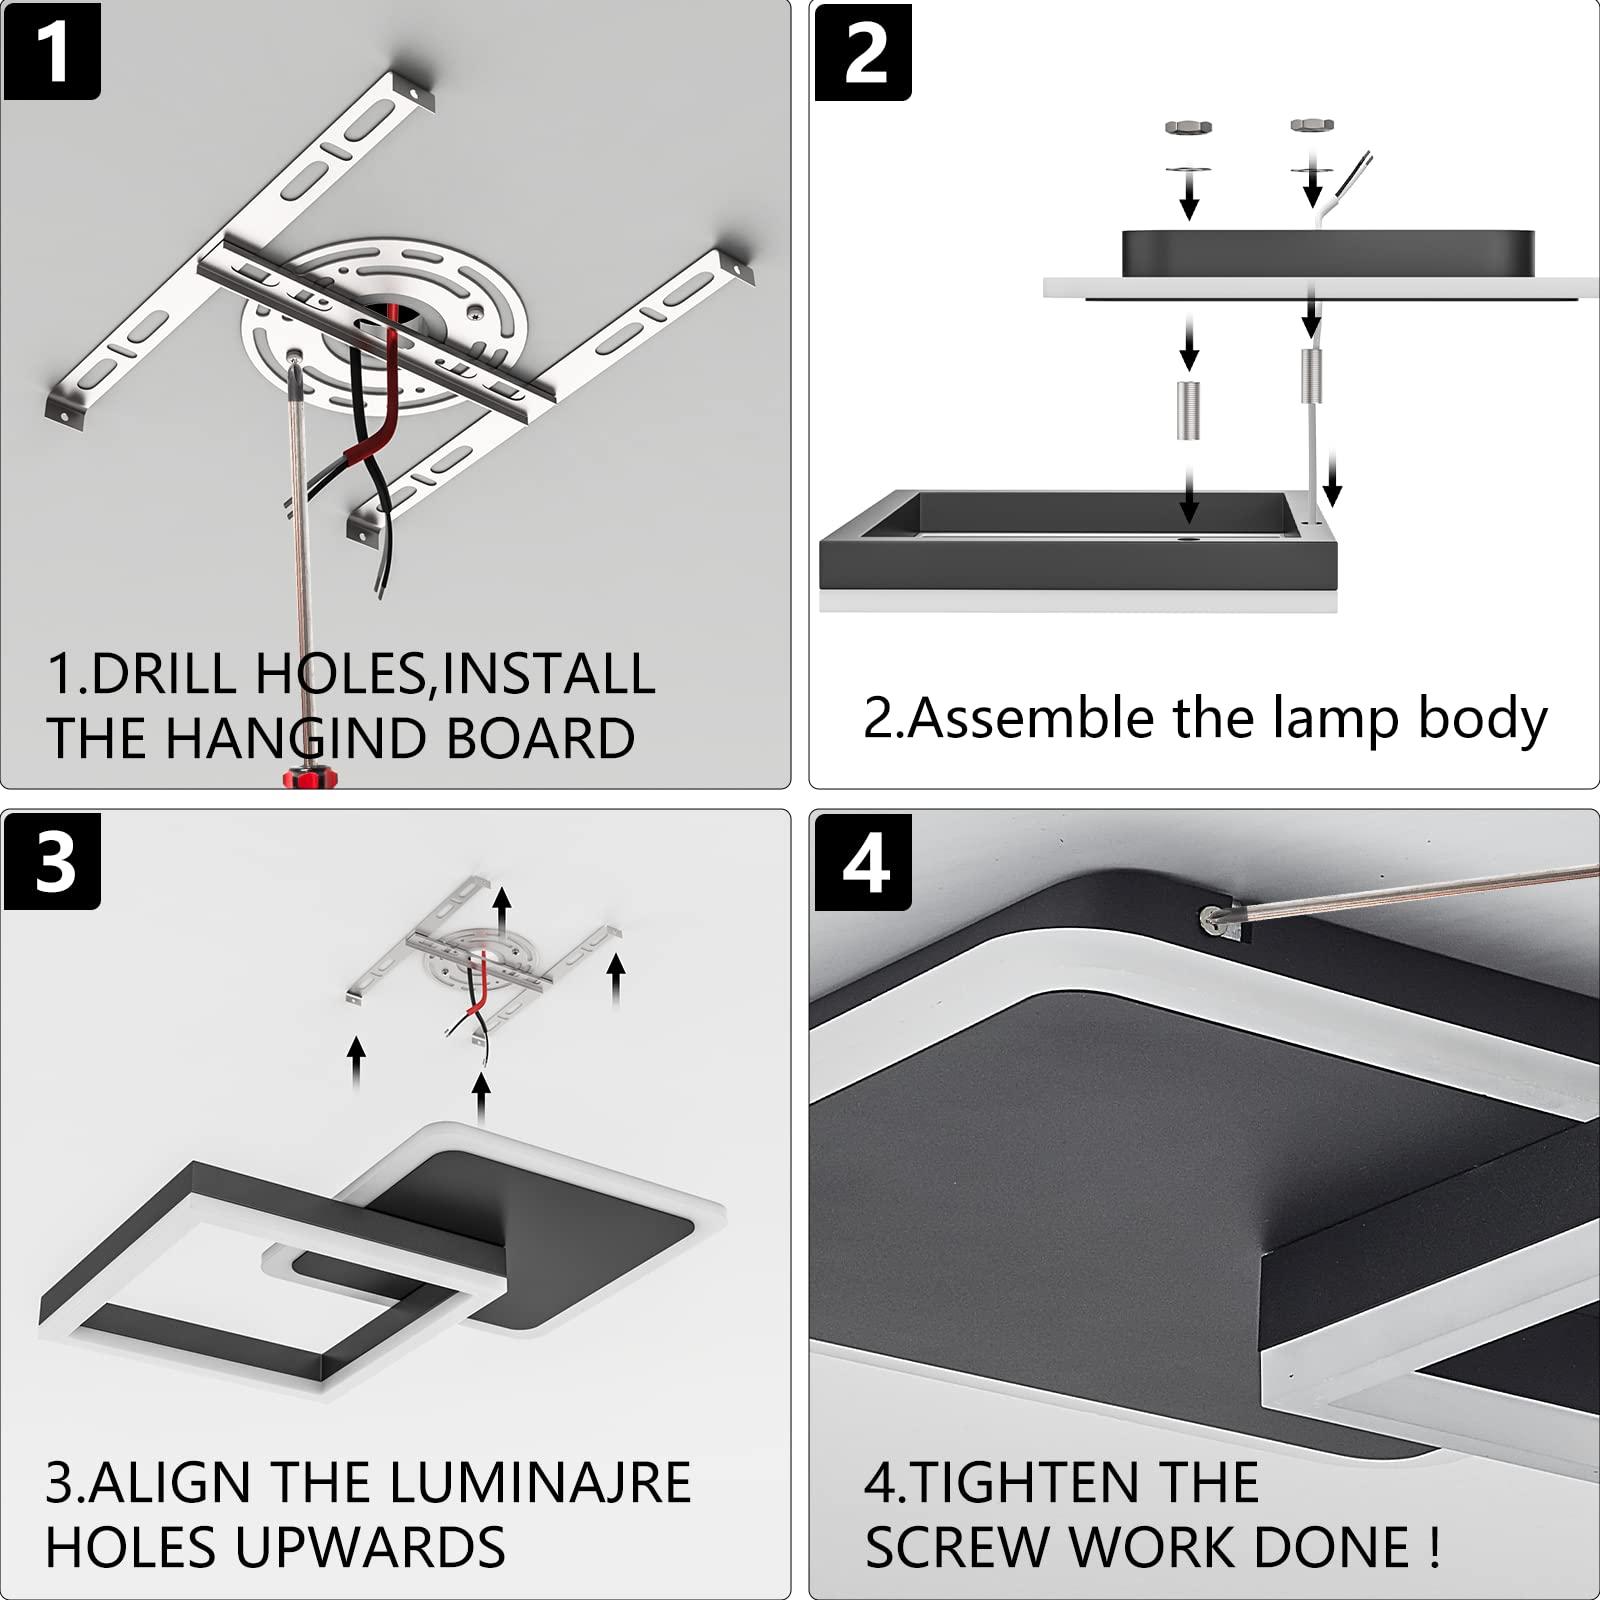 1
1.DRILL HOLES,INSTALL
THE HANGIND BOARD
2
2.Assemble the lamp body
3
3.ALIGN THE LUMINAJRE
HOLES UPWARDS
4
4.TIGHTEN THE
SCREW WORK DONE !